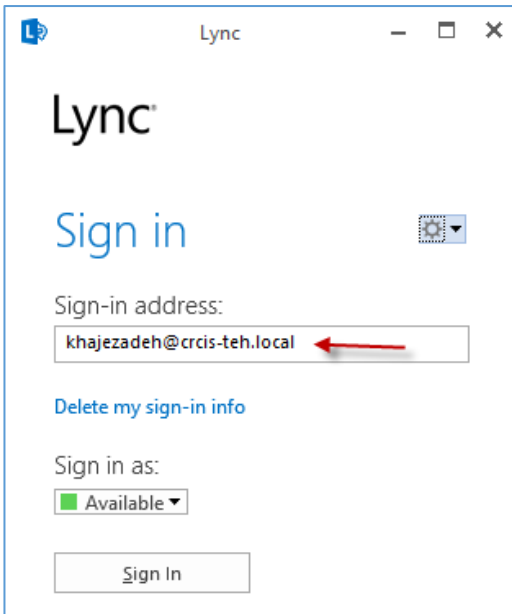 Lync
Lync
Sign in
Sign-in address:
khajezadeh@crcis-teh.local
Delete my sign-in info
Sign in as:
Available
Sign In